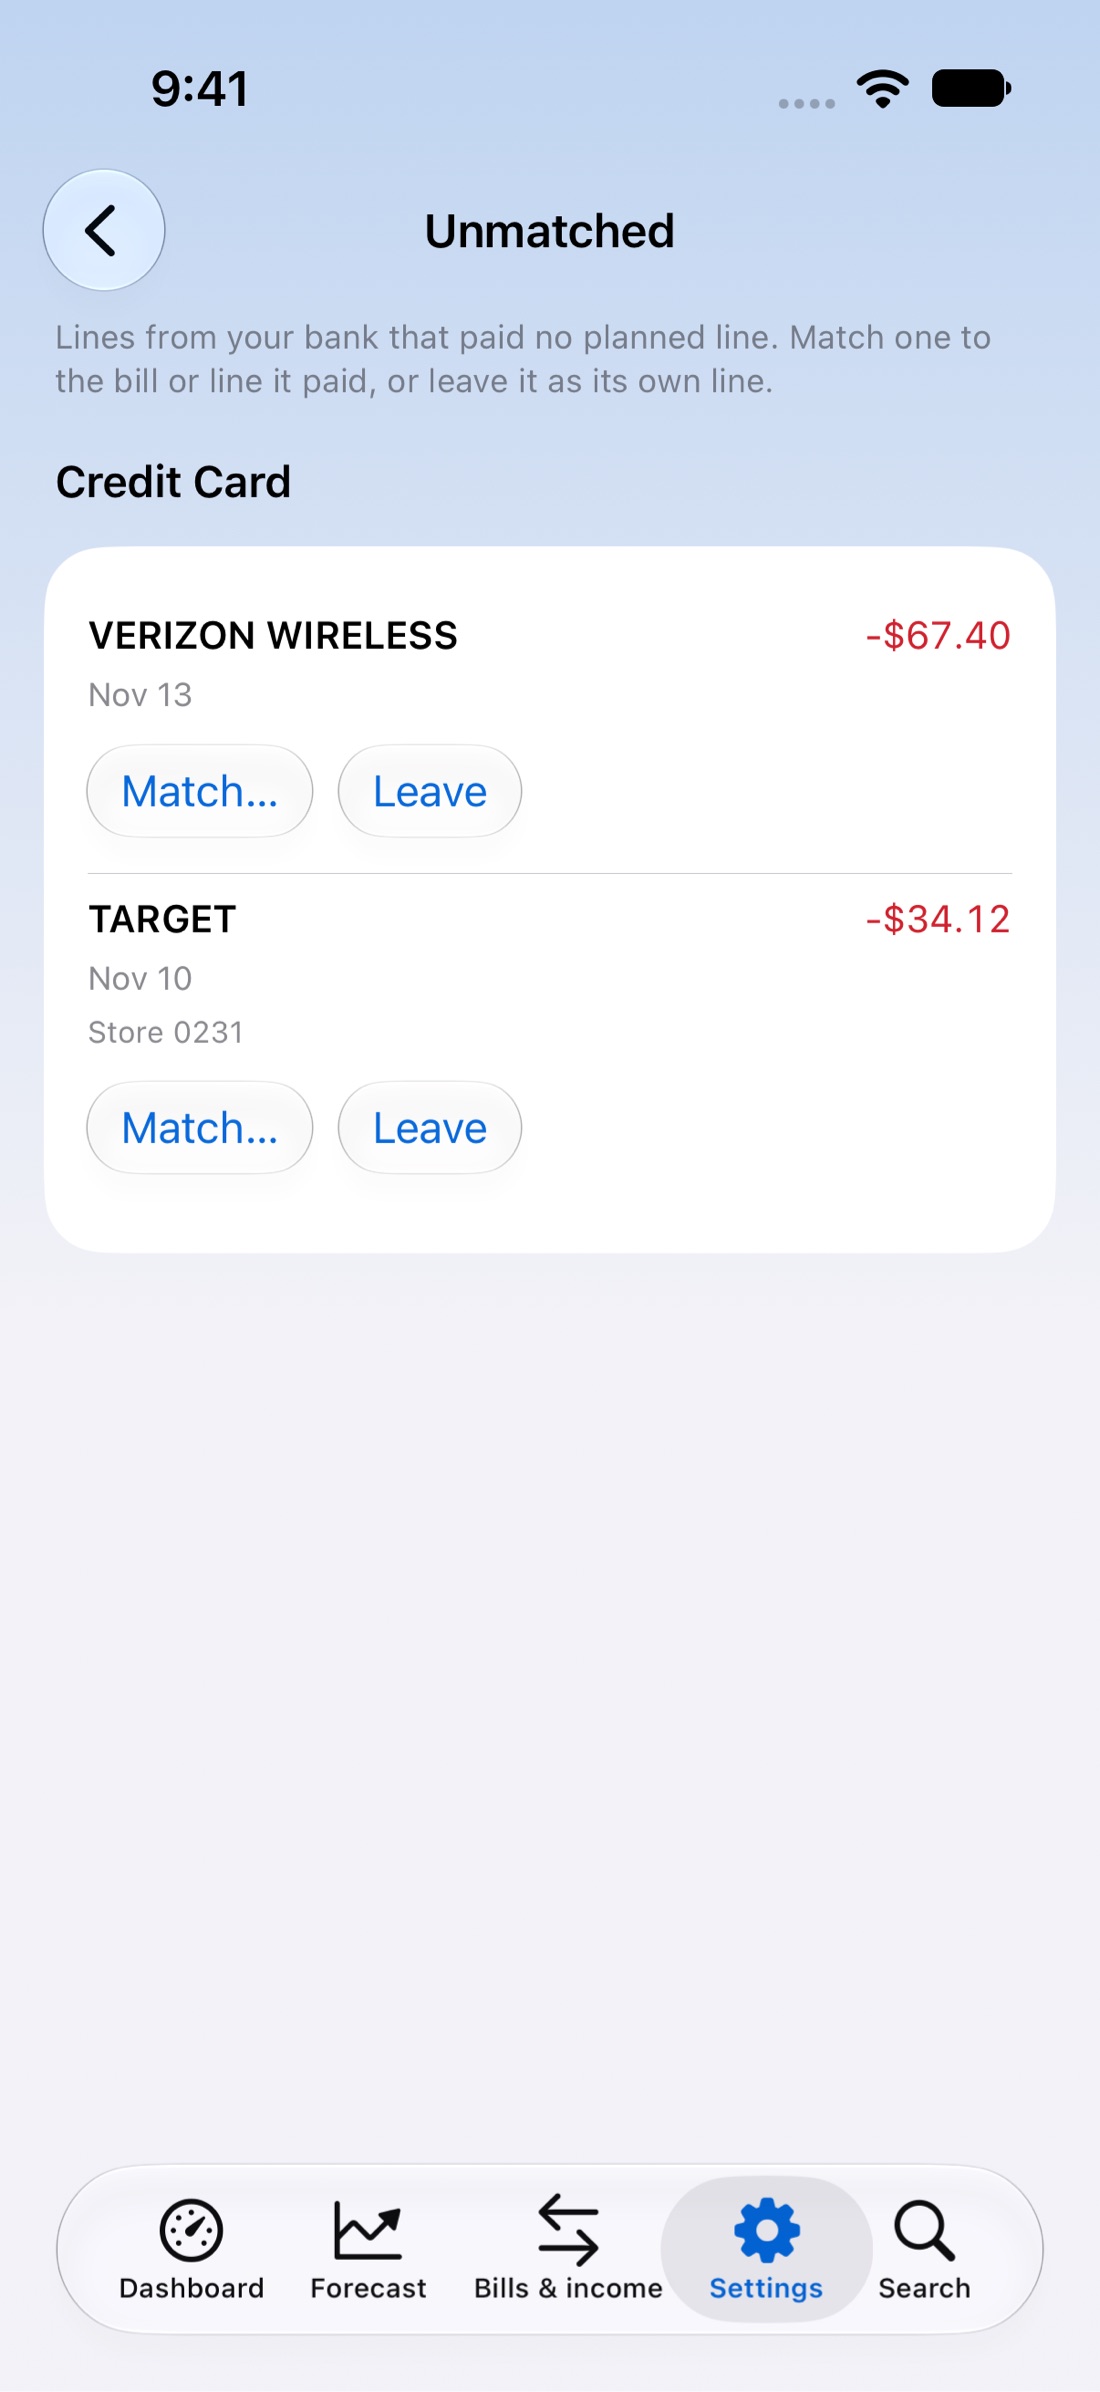 9:41
Unmatched
Lines from your bank that paid no planned line. Match one to
the bill or line it paid, or leave it as its own line.
Credit Card
VERIZON WIRELESS -$67.40
Nov 13
Match... Leave
TARGET -$34.12
Nov 10
Store 0231
Match... Leave
Dashboard Forecast Bills & income Settings Search